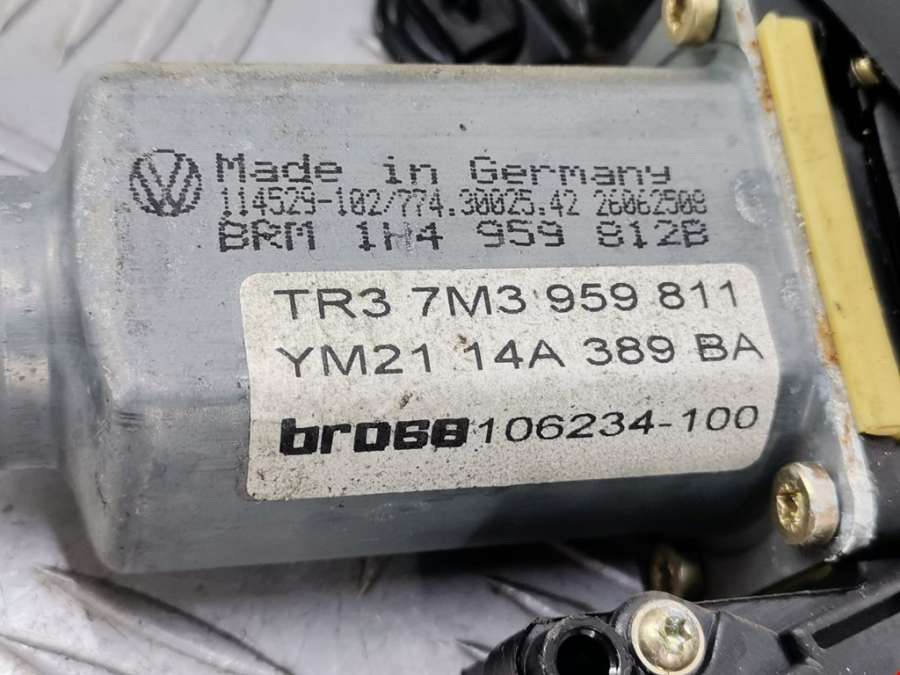 Made in Germany
114529-102/774.30025.42 26062508
BRM 1H4 959 812B
TR3 7M3 959 811
YM21 14A 389 BA
brose 106234-100